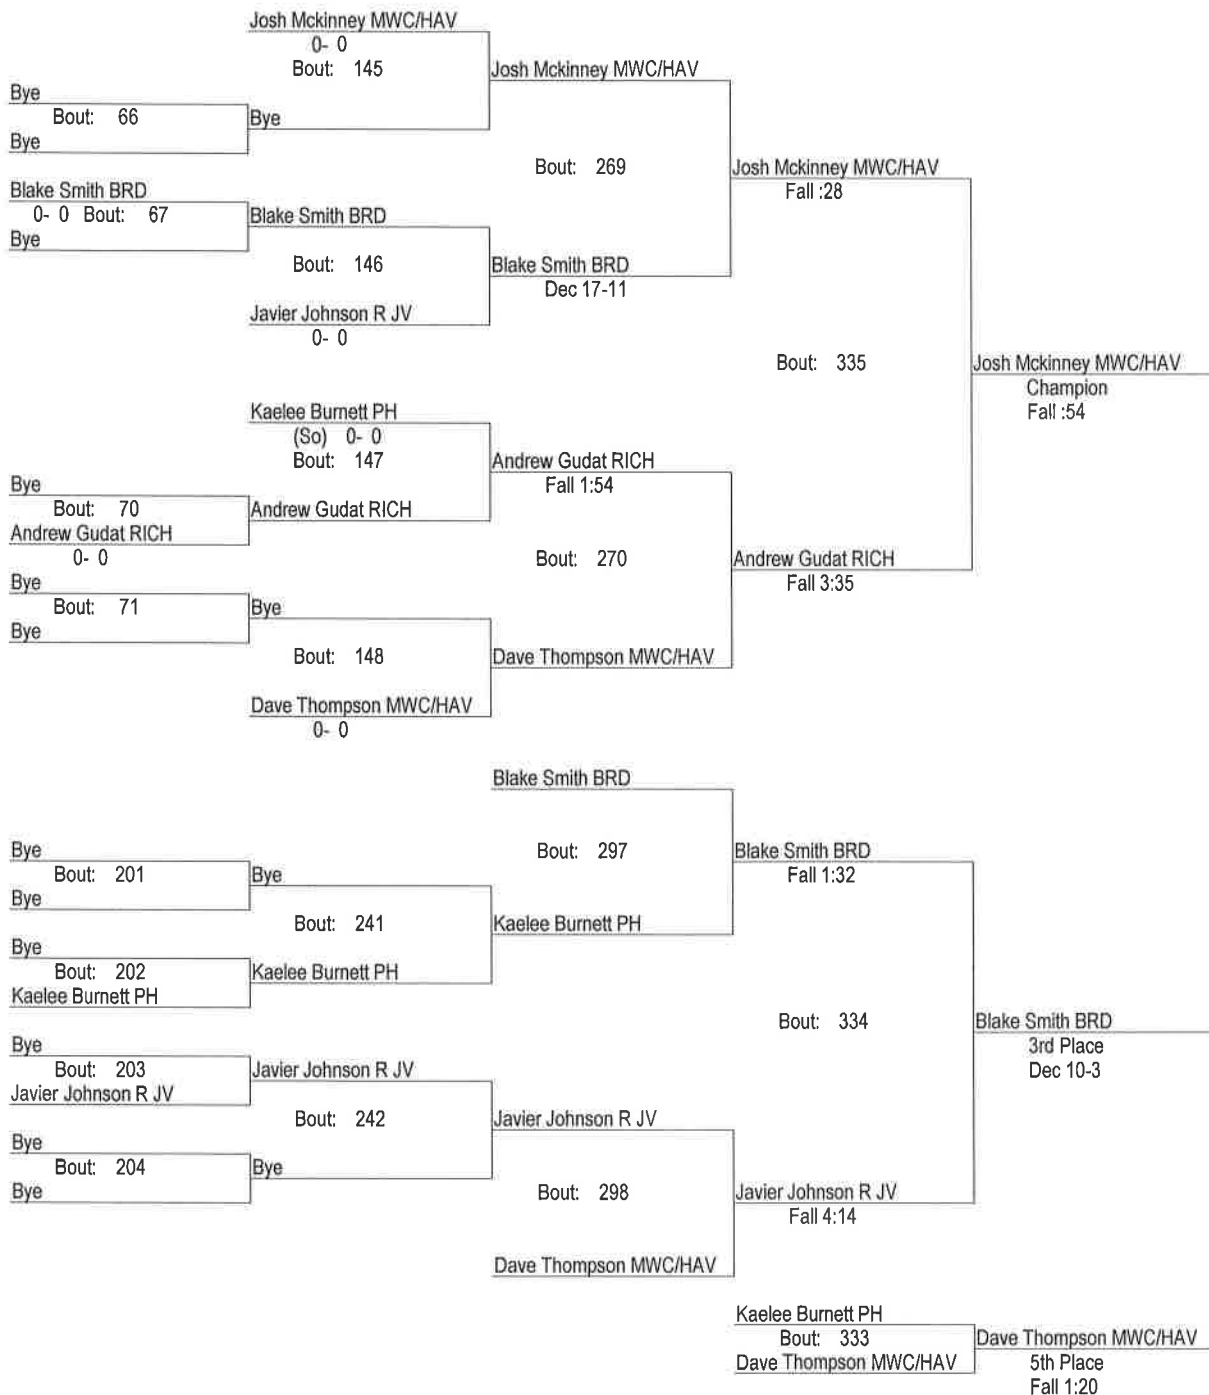 Josh Mckinney MWC/HAV
0- 0
Bout: 145
Josh Mckinney MWC/HAV
Bye
Bout: 66
Bye
Bye
Bout: 269
Josh Mckinney MWC/HAV
Fall :28
Blake Smith BRD
0- 0 Bout: 67
Blake Smith BRD
Bye
Bout: 146
Blake Smith BRD
Dec 17-11
Javier Johnson R JV
0- 0
Bout: 335
Josh Mckinney MWC/HAV
Champion
Fall :54
Kaelee Burnett PH
(So) 0- 0
Bout: 147
Andrew Gudat RICH
Fall 1:54
Bye
Bout: 70
Andrew Gudat RICH
Andrew Gudat RICH
0- 0
Bout: 270
Andrew Gudat RICH
Fall 3:35
Bye
Bout: 71
Bye
Bye
Bout: 148
Dave Thompson MWC/HAV
Dave Thompson MWC/HAV
0- 0
Blake Smith BRD
Bout: 297
Blake Smith BRD
Fall 1:32
Bye
Bout: 201
Bye
Bye
Bout: 241
Kaelee Burnett PH
Bye
Bout: 202
Kaelee Burnett PH
Kaelee Burnett PH
Bout: 334
Blake Smith BRD
3rd Place
Dec 10-3
Bye
Bout: 203
Javier Johnson R JV
Javier Johnson R JV
Bout: 242
Javier Johnson R JV
Bye
Bout: 204
Bye
Bye
Bout: 298
Javier Johnson R JV
Fall 4:14
Dave Thompson MWC/HAV
Kaelee Burnett PH
Bout: 333
Dave Thompson MWC/HAV
Dave Thompson MWC/HAV
5th Place
Fall 1:20